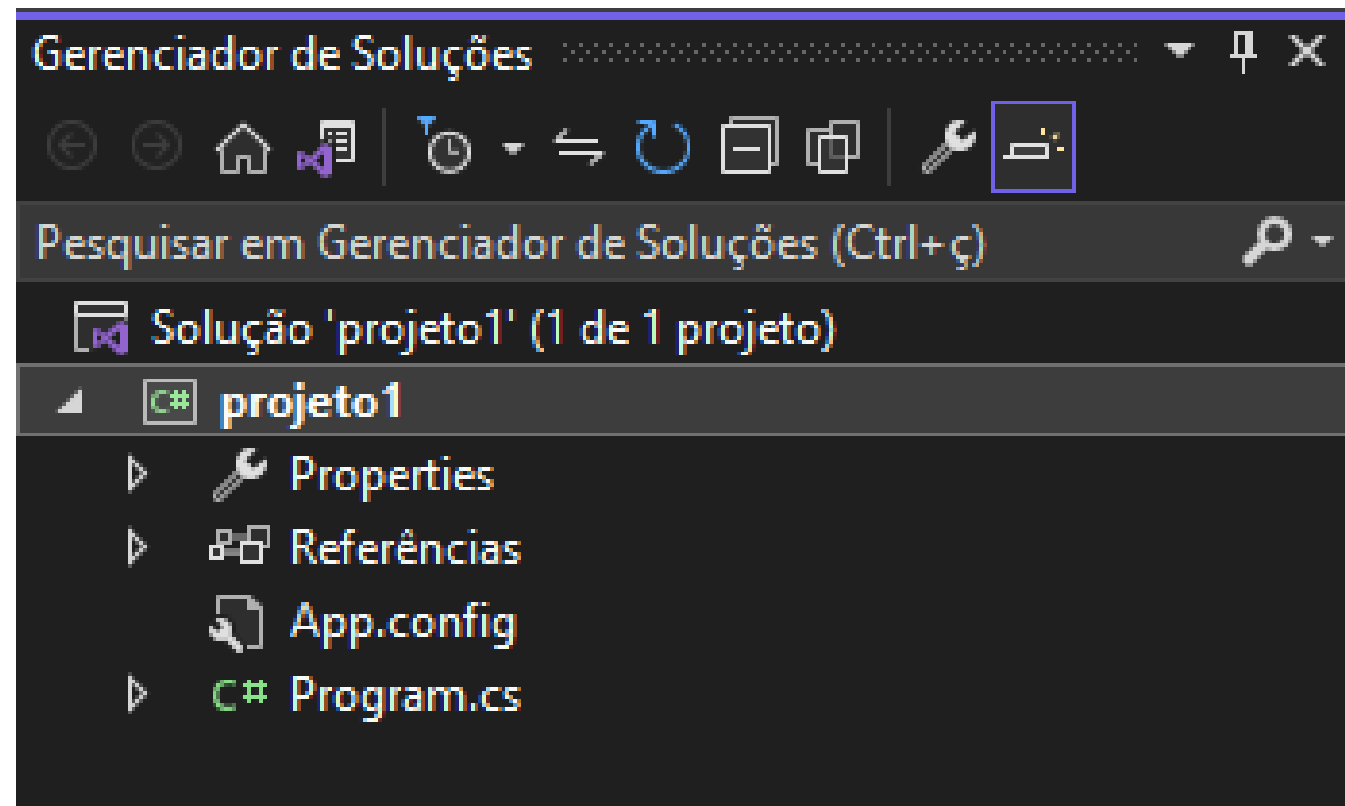 Gerenciador de Soluções
Pesquisar em Gerenciador de Soluções (Ctrl+ç)
Solução 'projeto1' (1 de 1 projeto)
C# projeto1
Properties
Referências
App.config
C# Program.cs